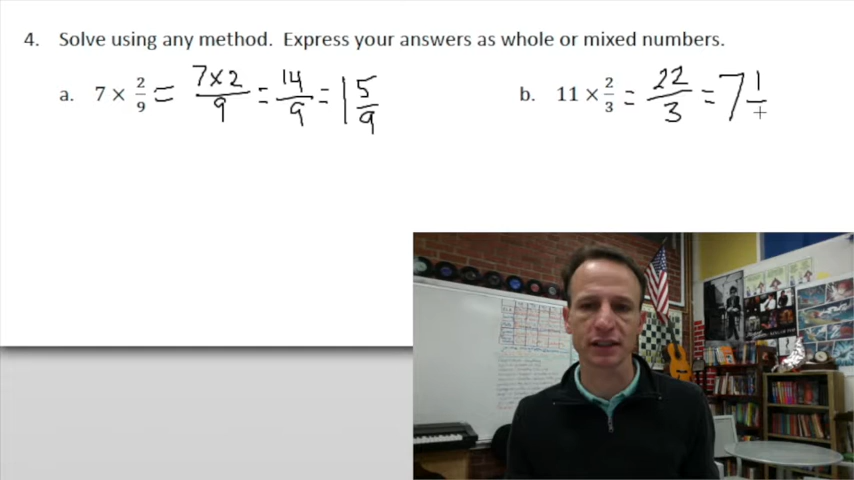 4. Solve using any method. Express your answers as whole or mixed numbers.
a. 7 × 2/9 = 7×2/9 = 14/9 = 1 5/9
b. 11 × 2/3 = 22/3 = 7 1/